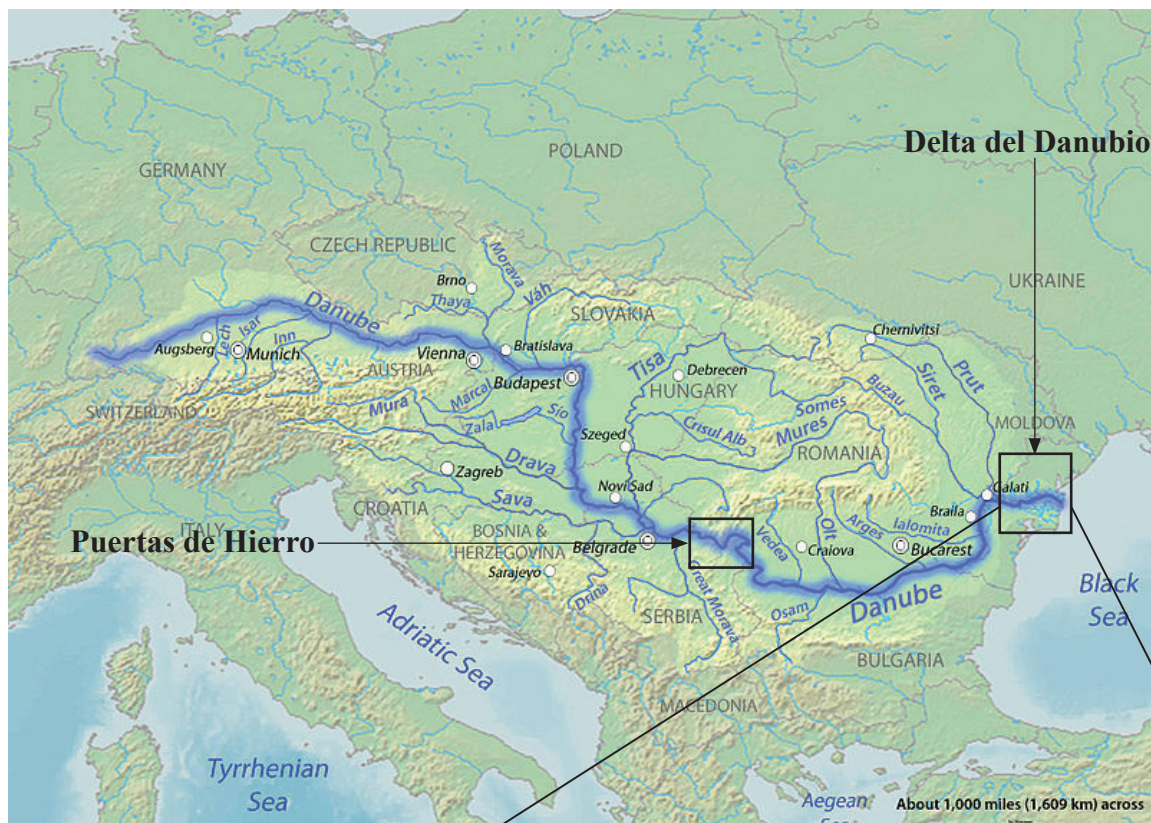 Delta del Danubio
POLAND
GERMANY
CZECH REPUBLIC
Morava
UKRAINE
Brno
Thaya
Váh
Danube
SLOVAKIA
Chernivitsi
Lech
Isar
Inn
Augsberg
Munich
Vienna
Bratislava
AUSTRIA
Budapest
Tisa
Debrecen
HUNGARY
Prut
Siret
Buzau
Marcal
SWITZERLAND
Mura
Zalal
Sio
Somes
Mures
Crisul Alb
MOLDOVA
Szeged
ROMANIA
Drava
Zagreb
Sava
Novi Sad
Galati
CROATIA
Braila
ITALY
BOSNIA &
HERZEGOVINA
Puertas de Hierro
Belgrade
Vedea
Olt
Arges
Ialomita
Craiova
Bucarest
Sarajevo
Drina
Great Morava
Osam
Danube
Black
Sea
SERBIA
Adriatic Sea
BULGARIA
MACEDONIA
Tyrrhenian
Sea
Aegean
Sea
About 1,000 miles (1,609 km) across